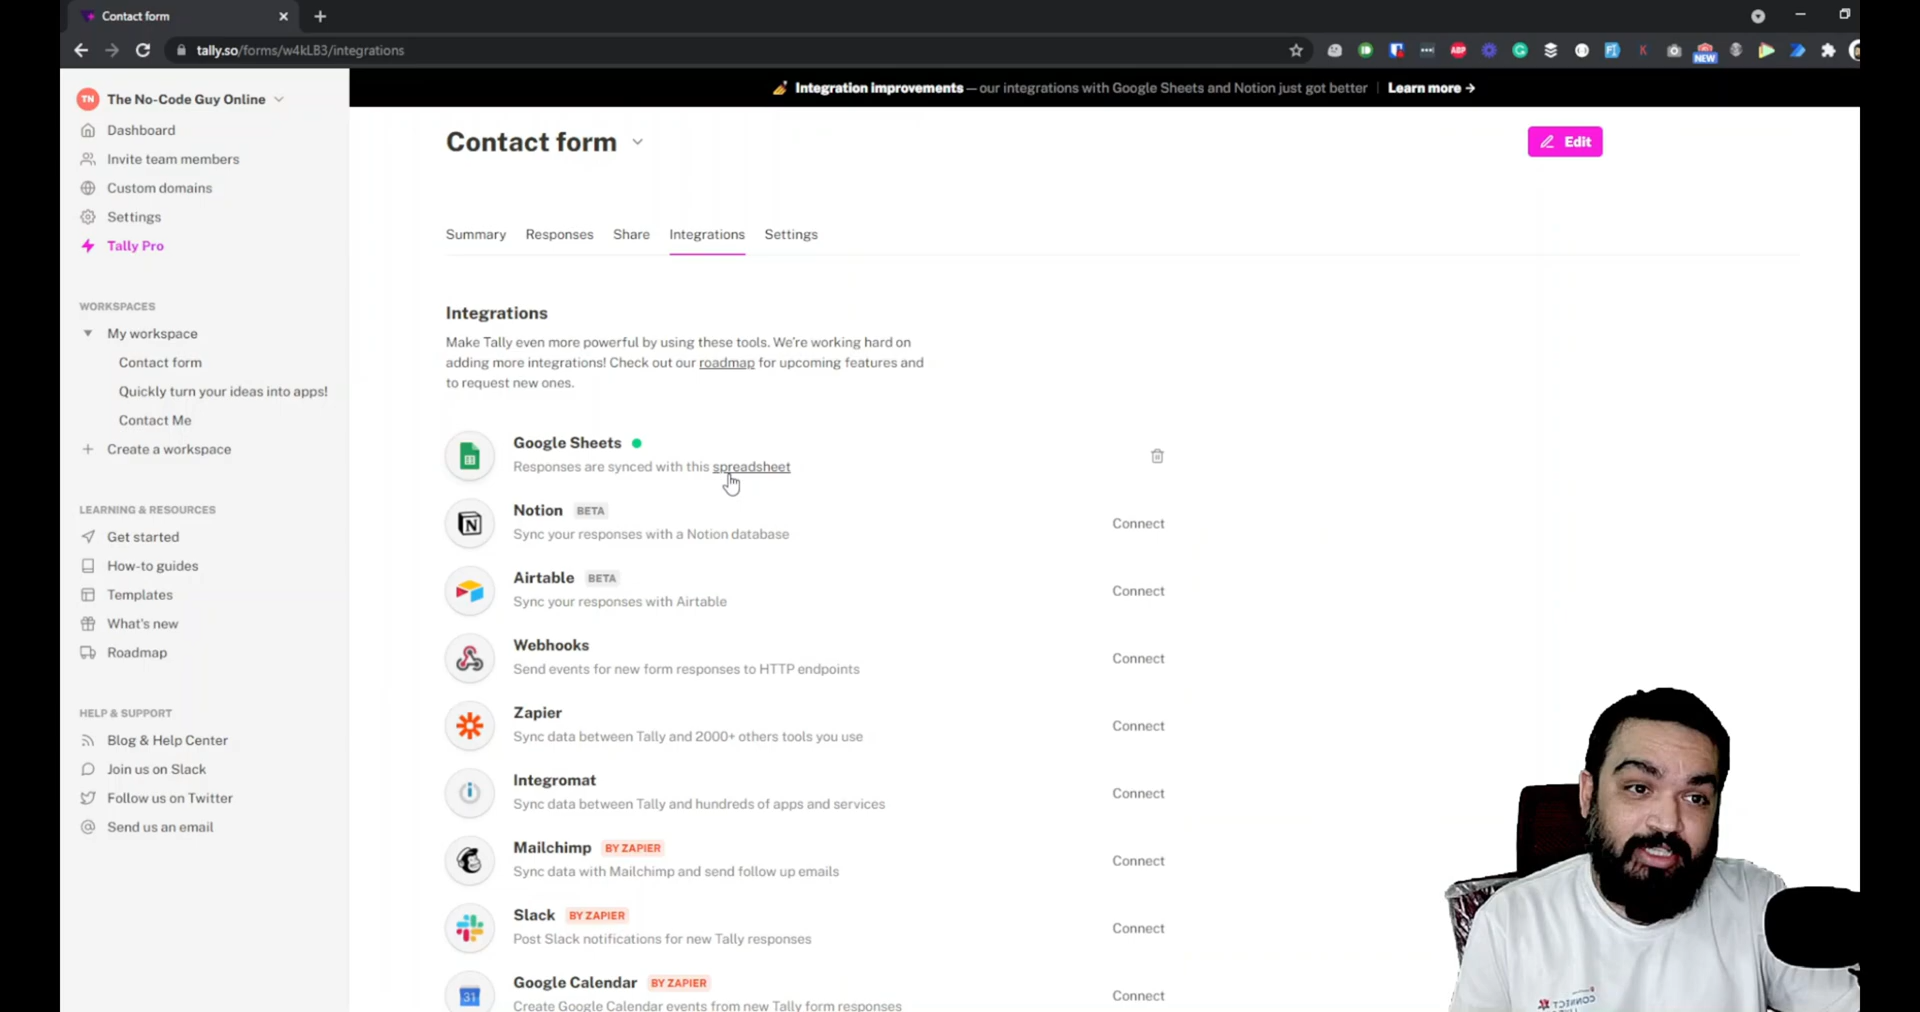 Contact form
tally.so/forms/w4kLB3/integrations
ABP
NEW
TN
The No-Code Guy Online
Dashboard
Invite team members
Custom domains
Settings
Tally Pro
WORKSPACES
My workspace
Contact form
Quickly turn your ideas into apps!
Contact Me
Create a workspace
LEARNING & RESOURCES
Get started
How-to guides
Templates
What's new
Roadmap
HELP & SUPPORT
Blog & Help Center
Join us on Slack
Follow us on Twitter
Send us an email
Integration improvements — our integrations with Google Sheets and Notion just got better | Learn more →
Contact form
Edit
Summary Responses Share Integrations Settings
Integrations
Make Tally even more powerful by using these tools. We're working hard on
adding more integrations! Check out our roadmap for upcoming features and
to request new ones.
Google Sheets
Responses are synced with this spreadsheet
Notion BETA
Sync your responses with a Notion database
Connect
Airtable BETA
Sync your responses with Airtable
Connect
Webhooks
Send events for new form responses to HTTP endpoints
Connect
Zapier
Sync data between Tally and 2000+ others tools you use
Connect
Integromat
Sync data between Tally and hundreds of apps and services
Connect
Mailchimp BY ZAPIER
Sync data with Mailchimp and send follow up emails
Connect
Slack BY ZAPIER
Post Slack notifications for new Tally responses
Connect
31
Google Calendar BY ZAPIER
Create Google Calendar events from new Tally form responses
Connect
CONNECT